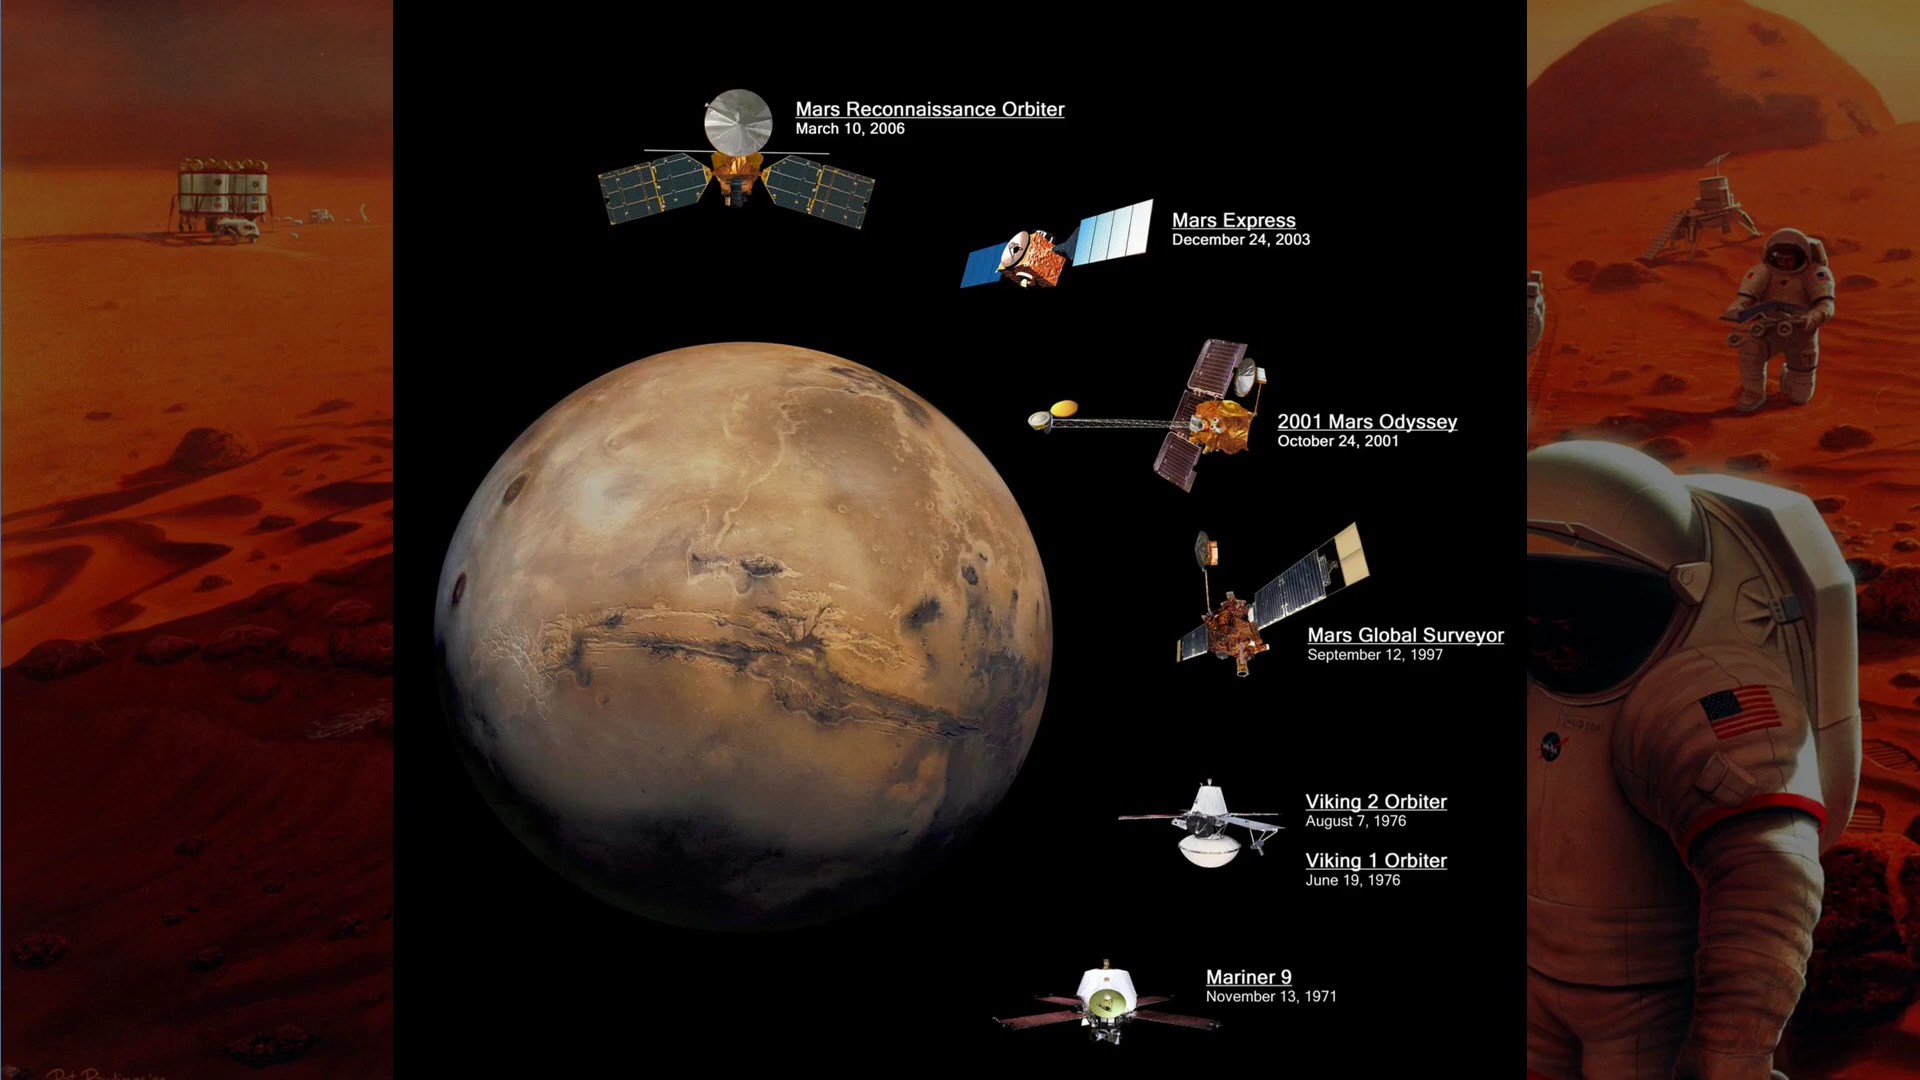 Mars Reconnaissance Orbiter
March 10, 2006
Mars Express
December 24, 2003
2001 Mars Odyssey
October 24, 2001
Mars Global Surveyor
September 12, 1997
Viking 2 Orbiter
August 7, 1976
Viking 1 Orbiter
June 19, 1976
Mariner 9
November 13, 1971